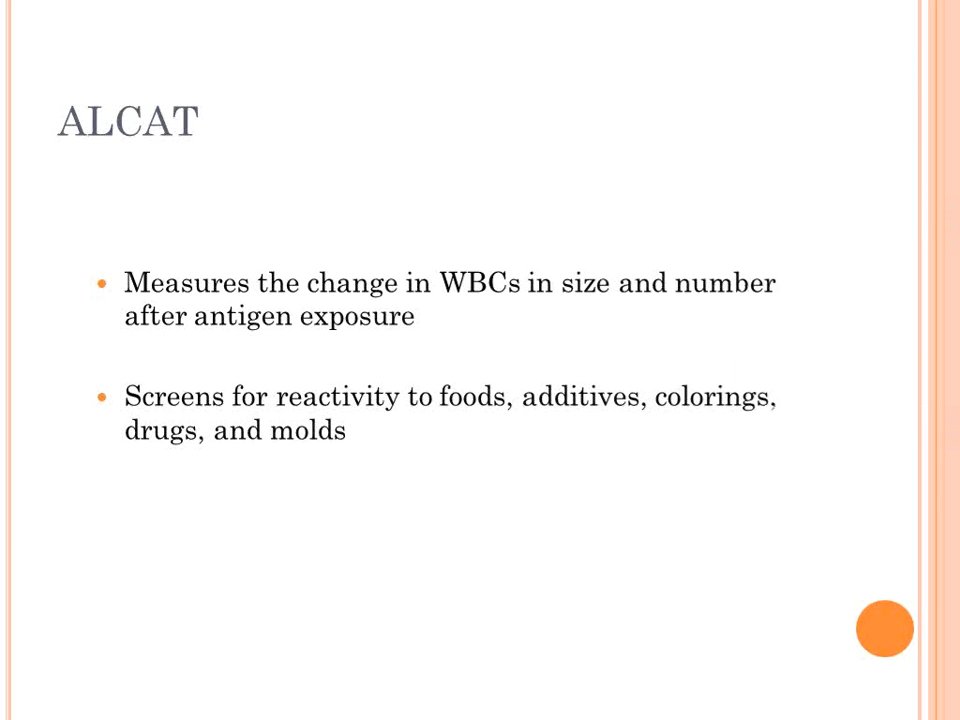 ALCAT
• Measures the change in WBCs in size and number
after antigen exposure
• Screens for reactivity to foods, additives, colorings,
drugs, and molds